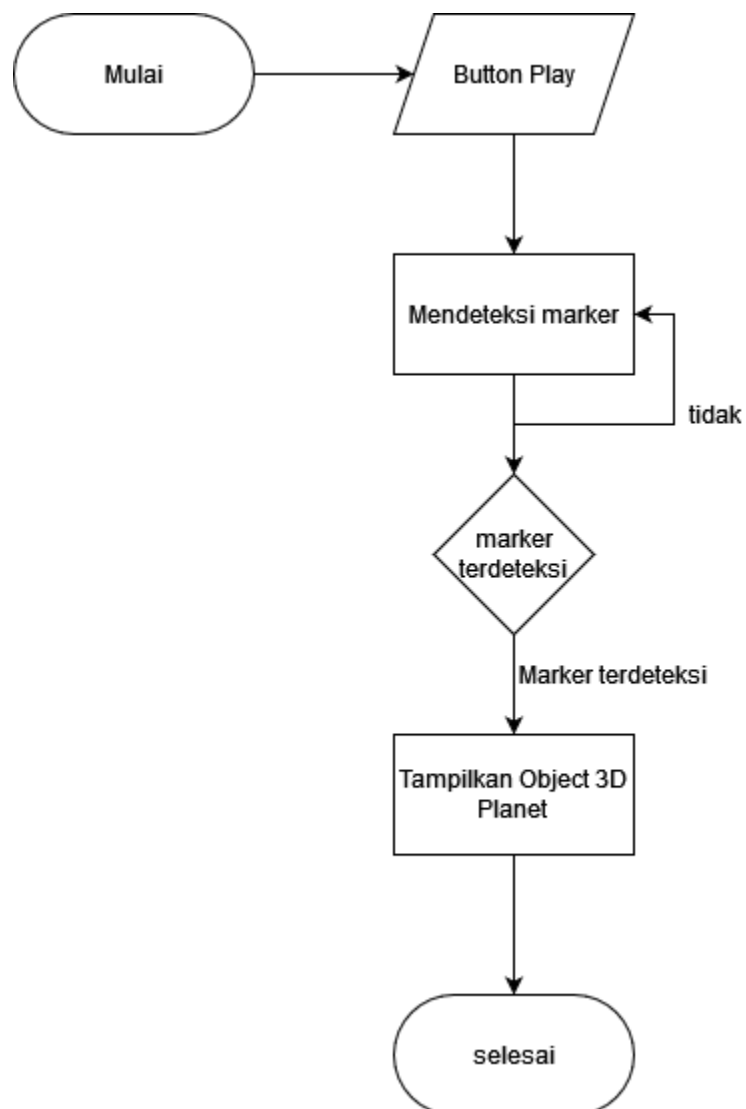 Mulai
Button Play
Mendeteksi marker
tidak
marker
terdeteksi
Marker terdeteksi
Tampilkan Object 3D
Planet
selesai